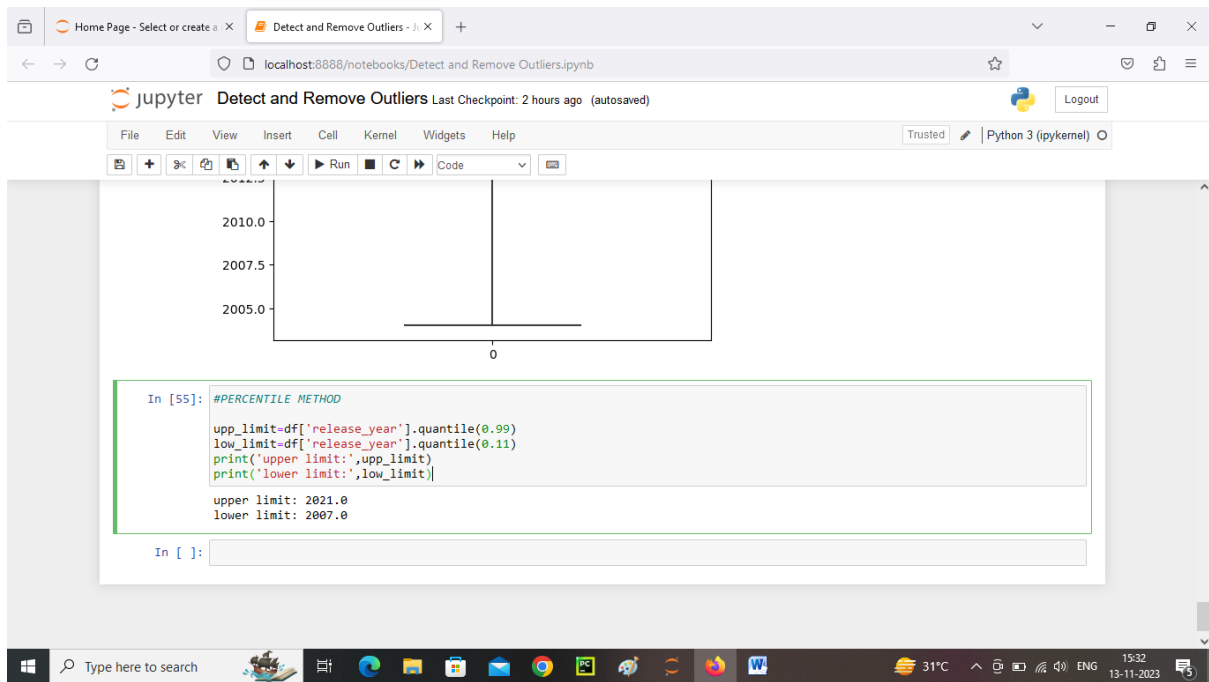 Home Page - Select or create a
Detect and Remove Outliers - Ju
localhost:8888/notebooks/Detect and Remove Outliers.ipynb
jupyter Detect and Remove Outliers Last Checkpoint: 2 hours ago (autosaved)
Logout
File Edit View Insert Cell Kernel Widgets Help
Trusted
Python 3 (ipykernel)
Run
Code
2012.5
2010.0
2007.5
2005.0
0
In [55]: #PERCENTILE METHOD
upp_limit=df['release_year'].quantile(0.99)
low_limit=df['release_year'].quantile(0.11)
print('upper limit:',upp_limit)
print('lower limit:',low_limit)
upper limit: 2021.0
lower limit: 2007.0
In [ ]:
Type here to search
PC
W
31°C
ENG
15:32
13-11-2023
5